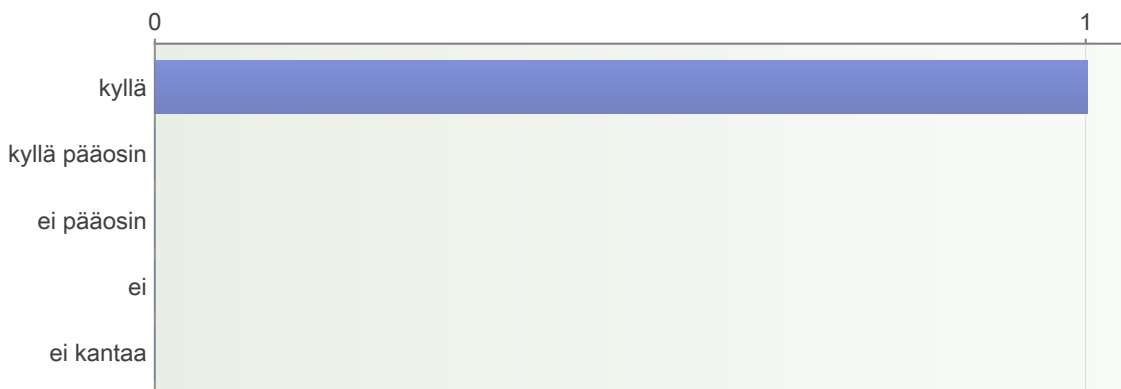 0 1
kyllä
kyllä pääosin
ei pääosin
ei
ei kantaa